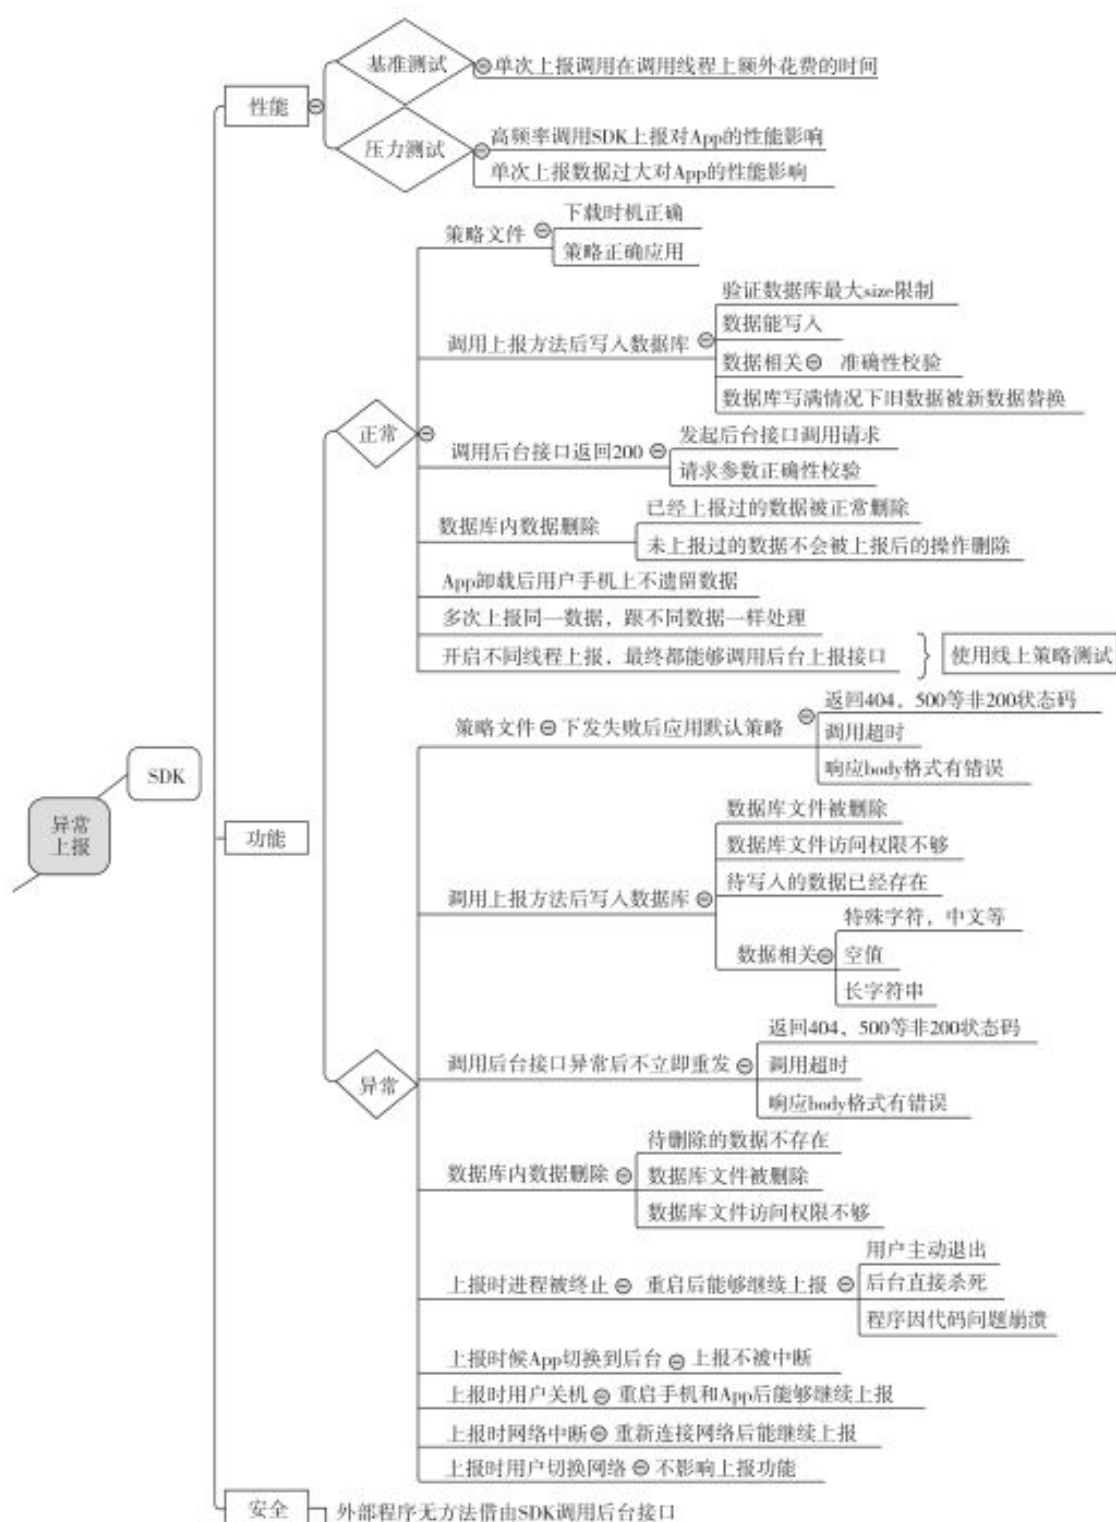 基准测试
单次上报调用在调用线程上额外花费的时间
性能
压力测试
高频率调用SDK上报对App的性能影响
单次上报数据过大对App的性能影响
策略文件
下载时机正确
策略正确应用
调用上报方法后写入数据库
验证数据库最大size限制
数据能写入
数据相关
准确性校验
数据库写满情况下旧数据被新数据替换
正常
调用后台接口返回200
发起后台接口调用请求
请求参数正确性校验
数据库内数据删除
已经上报过的数据被正常删除
未上报过的数据不会被上报后的操作删除
App卸载后用户手机上不遗留数据
多次上报同一数据，跟不同数据一样处理
开启不同线程上报，最终都能够调用后台上报接口
使用线上策略测试
策略文件
下发失败后应用默认策略
返回404、500等非200状态码
调用超时
响应body格式有错误
SDK
异常
上报
功能
调用上报方法后写入数据库
数据库文件被删除
数据库文件访问权限不够
待写入的数据已经存在
数据相关
特殊字符，中文等
空值
长字符串
异常
调用后台接口异常后不立即重发
返回404、500等非200状态码
调用超时
响应body格式有错误
数据库内数据删除
待删除的数据不存在
数据库文件被删除
数据库文件访问权限不够
上报时进程被终止
重启后能够继续上报
用户主动退出
后台直接杀死
程序因代码问题崩溃
上报时候App切换到后台
上报不被中断
上报时用户关机
重启手机和App后能够继续上报
上报时网络中断
重新连接网络后能继续上报
上报时用户切换网络
不影响上报功能
安全
外部程序无方法借由SDK调用后台接口